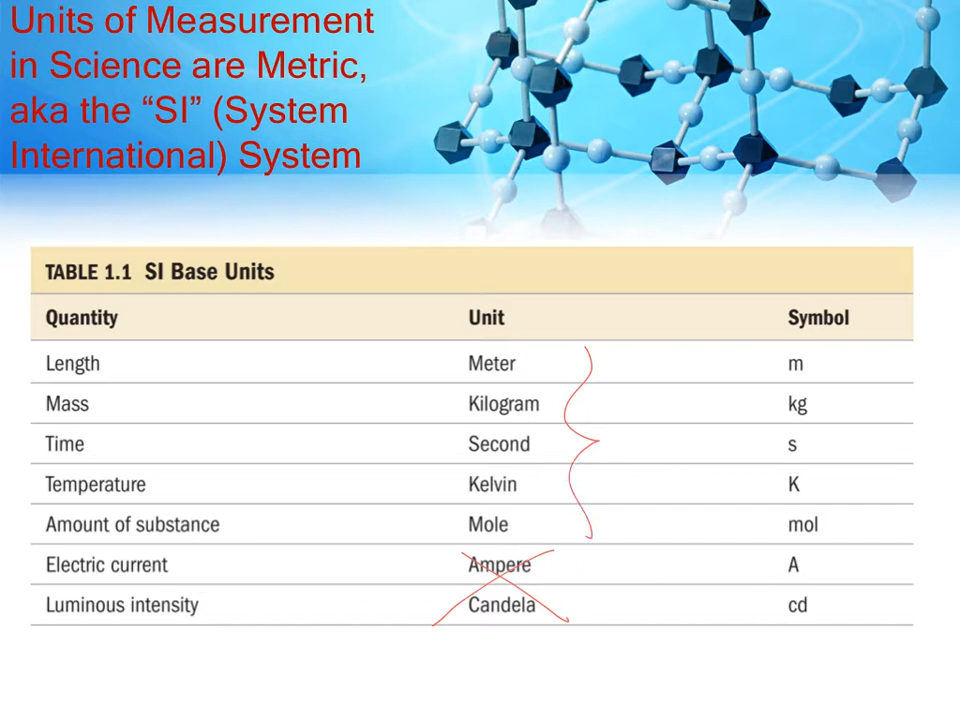 Units of Measurement
in Science are Metric,
aka the “SI” (System
International) System
TABLE 1.1 SI Base Units
Quantity Unit Symbol
Length Meter m
Mass Kilogram kg
Time Second s
Temperature Kelvin K
Amount of substance Mole mol
Electric current Ampere A
Luminous intensity Candela cd